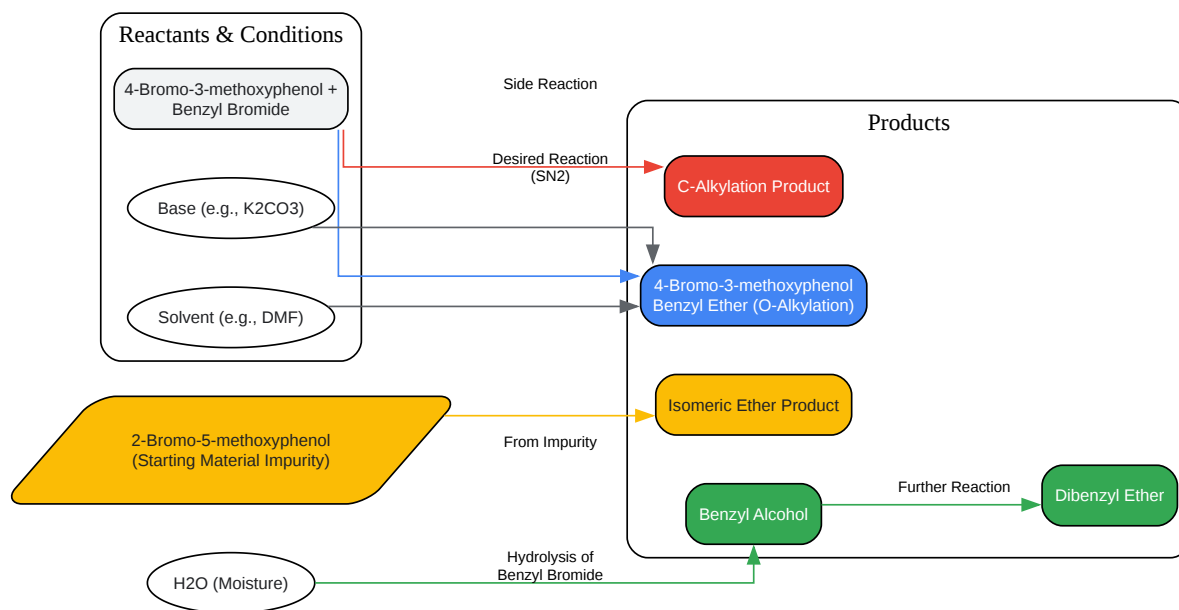 Reactants & Conditions
4-Bromo-3-methoxyphenol +
Benzyl Bromide
Base (e.g., K2CO3)
Solvent (e.g., DMF)
2-Bromo-5-methoxyphenol
(Starting Material Impurity)
H2O (Moisture)
Side Reaction
Desired Reaction
(SN2)
From Impurity
Hydrolysis of
Benzyl Bromide
Products
C-Alkylation Product
4-Bromo-3-methoxyphenol
Benzyl Ether (O-Alkylation)
Isomeric Ether Product
Benzyl Alcohol
Further Reaction
Dibenzyl Ether